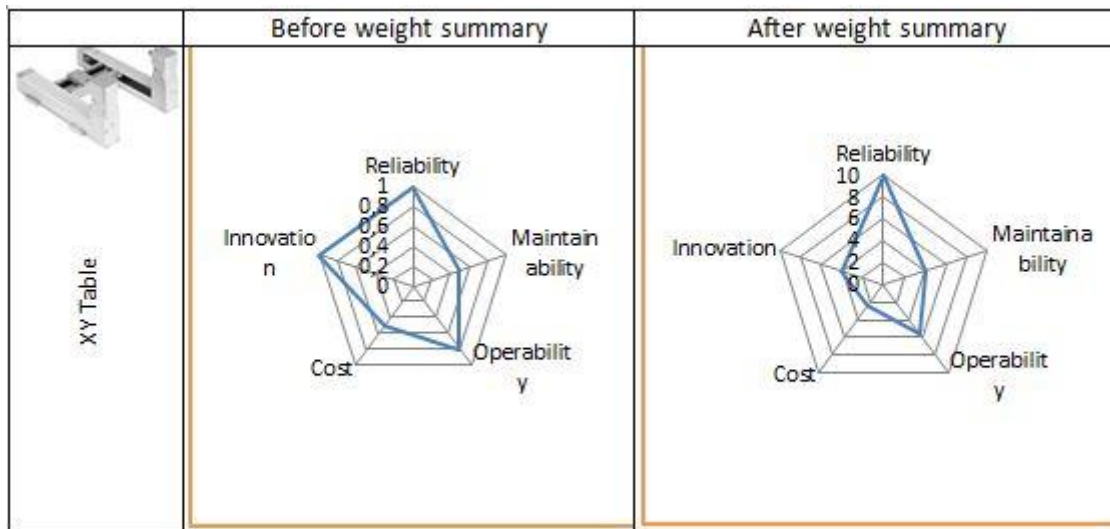 Before weight summary
After weight summary
XY Table
Reliability
1
0,8
0,6
0,4
0,2
0
Innovatio
n
Maintain
ability
Cost
Operabilit
y
Reliability
10
8
6
4
2
0
Innovation
Maintaina
bility
Cost
Operabilit
y